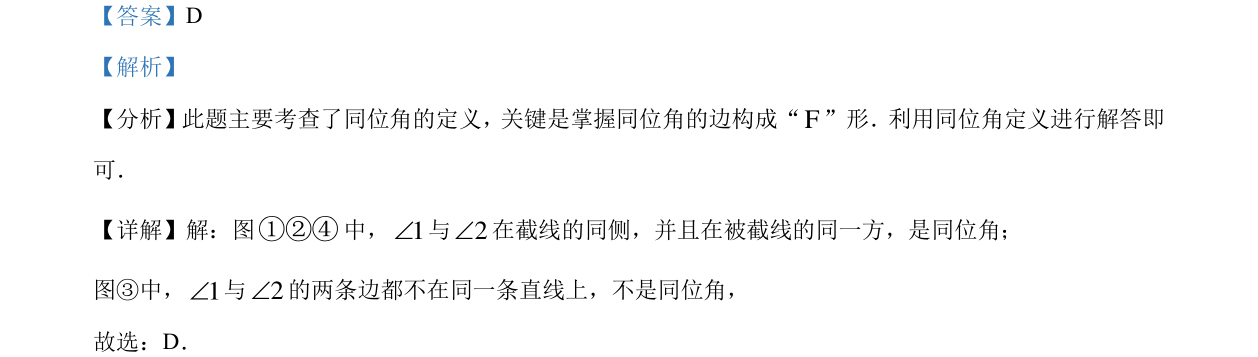 【答案】D
【解析】
【分析】此题主要考查了同位角的定义，关键是掌握同位角的边构成“F”形．利用同位角定义进行解答即
可．
【详解】解：图①②④中，∠1与∠2在截线的同侧，并且在被截线的同一方，是同位角；
图③中，∠1与∠2的两条边都不在同一条直线上，不是同位角，
故选：D．